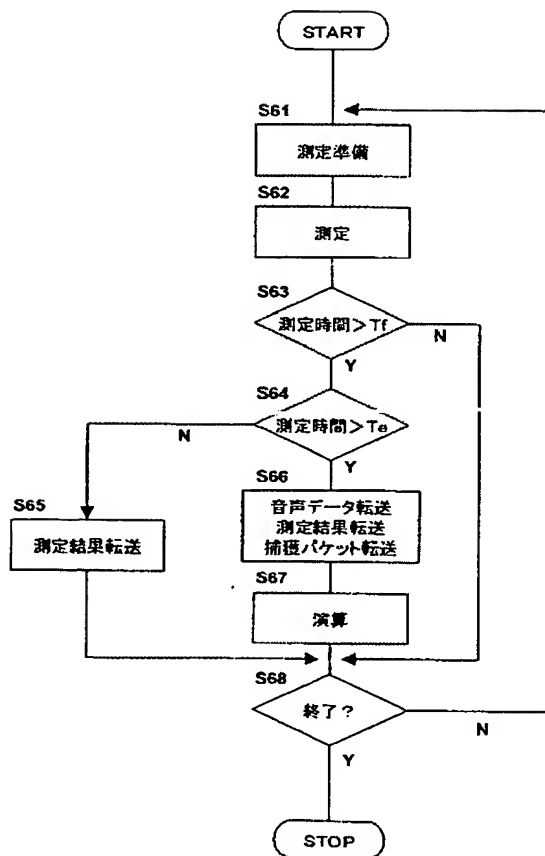 START
S61
測定準備
S62
測定
S63
測定時間＞Tf
N
Y
S64
測定時間＞Te
N
Y
S65
測定結果転送
S66
音声データ転送
測定結果転送
捕獲パケット転送
S67
演算
S68
終了？
N
Y
STOP